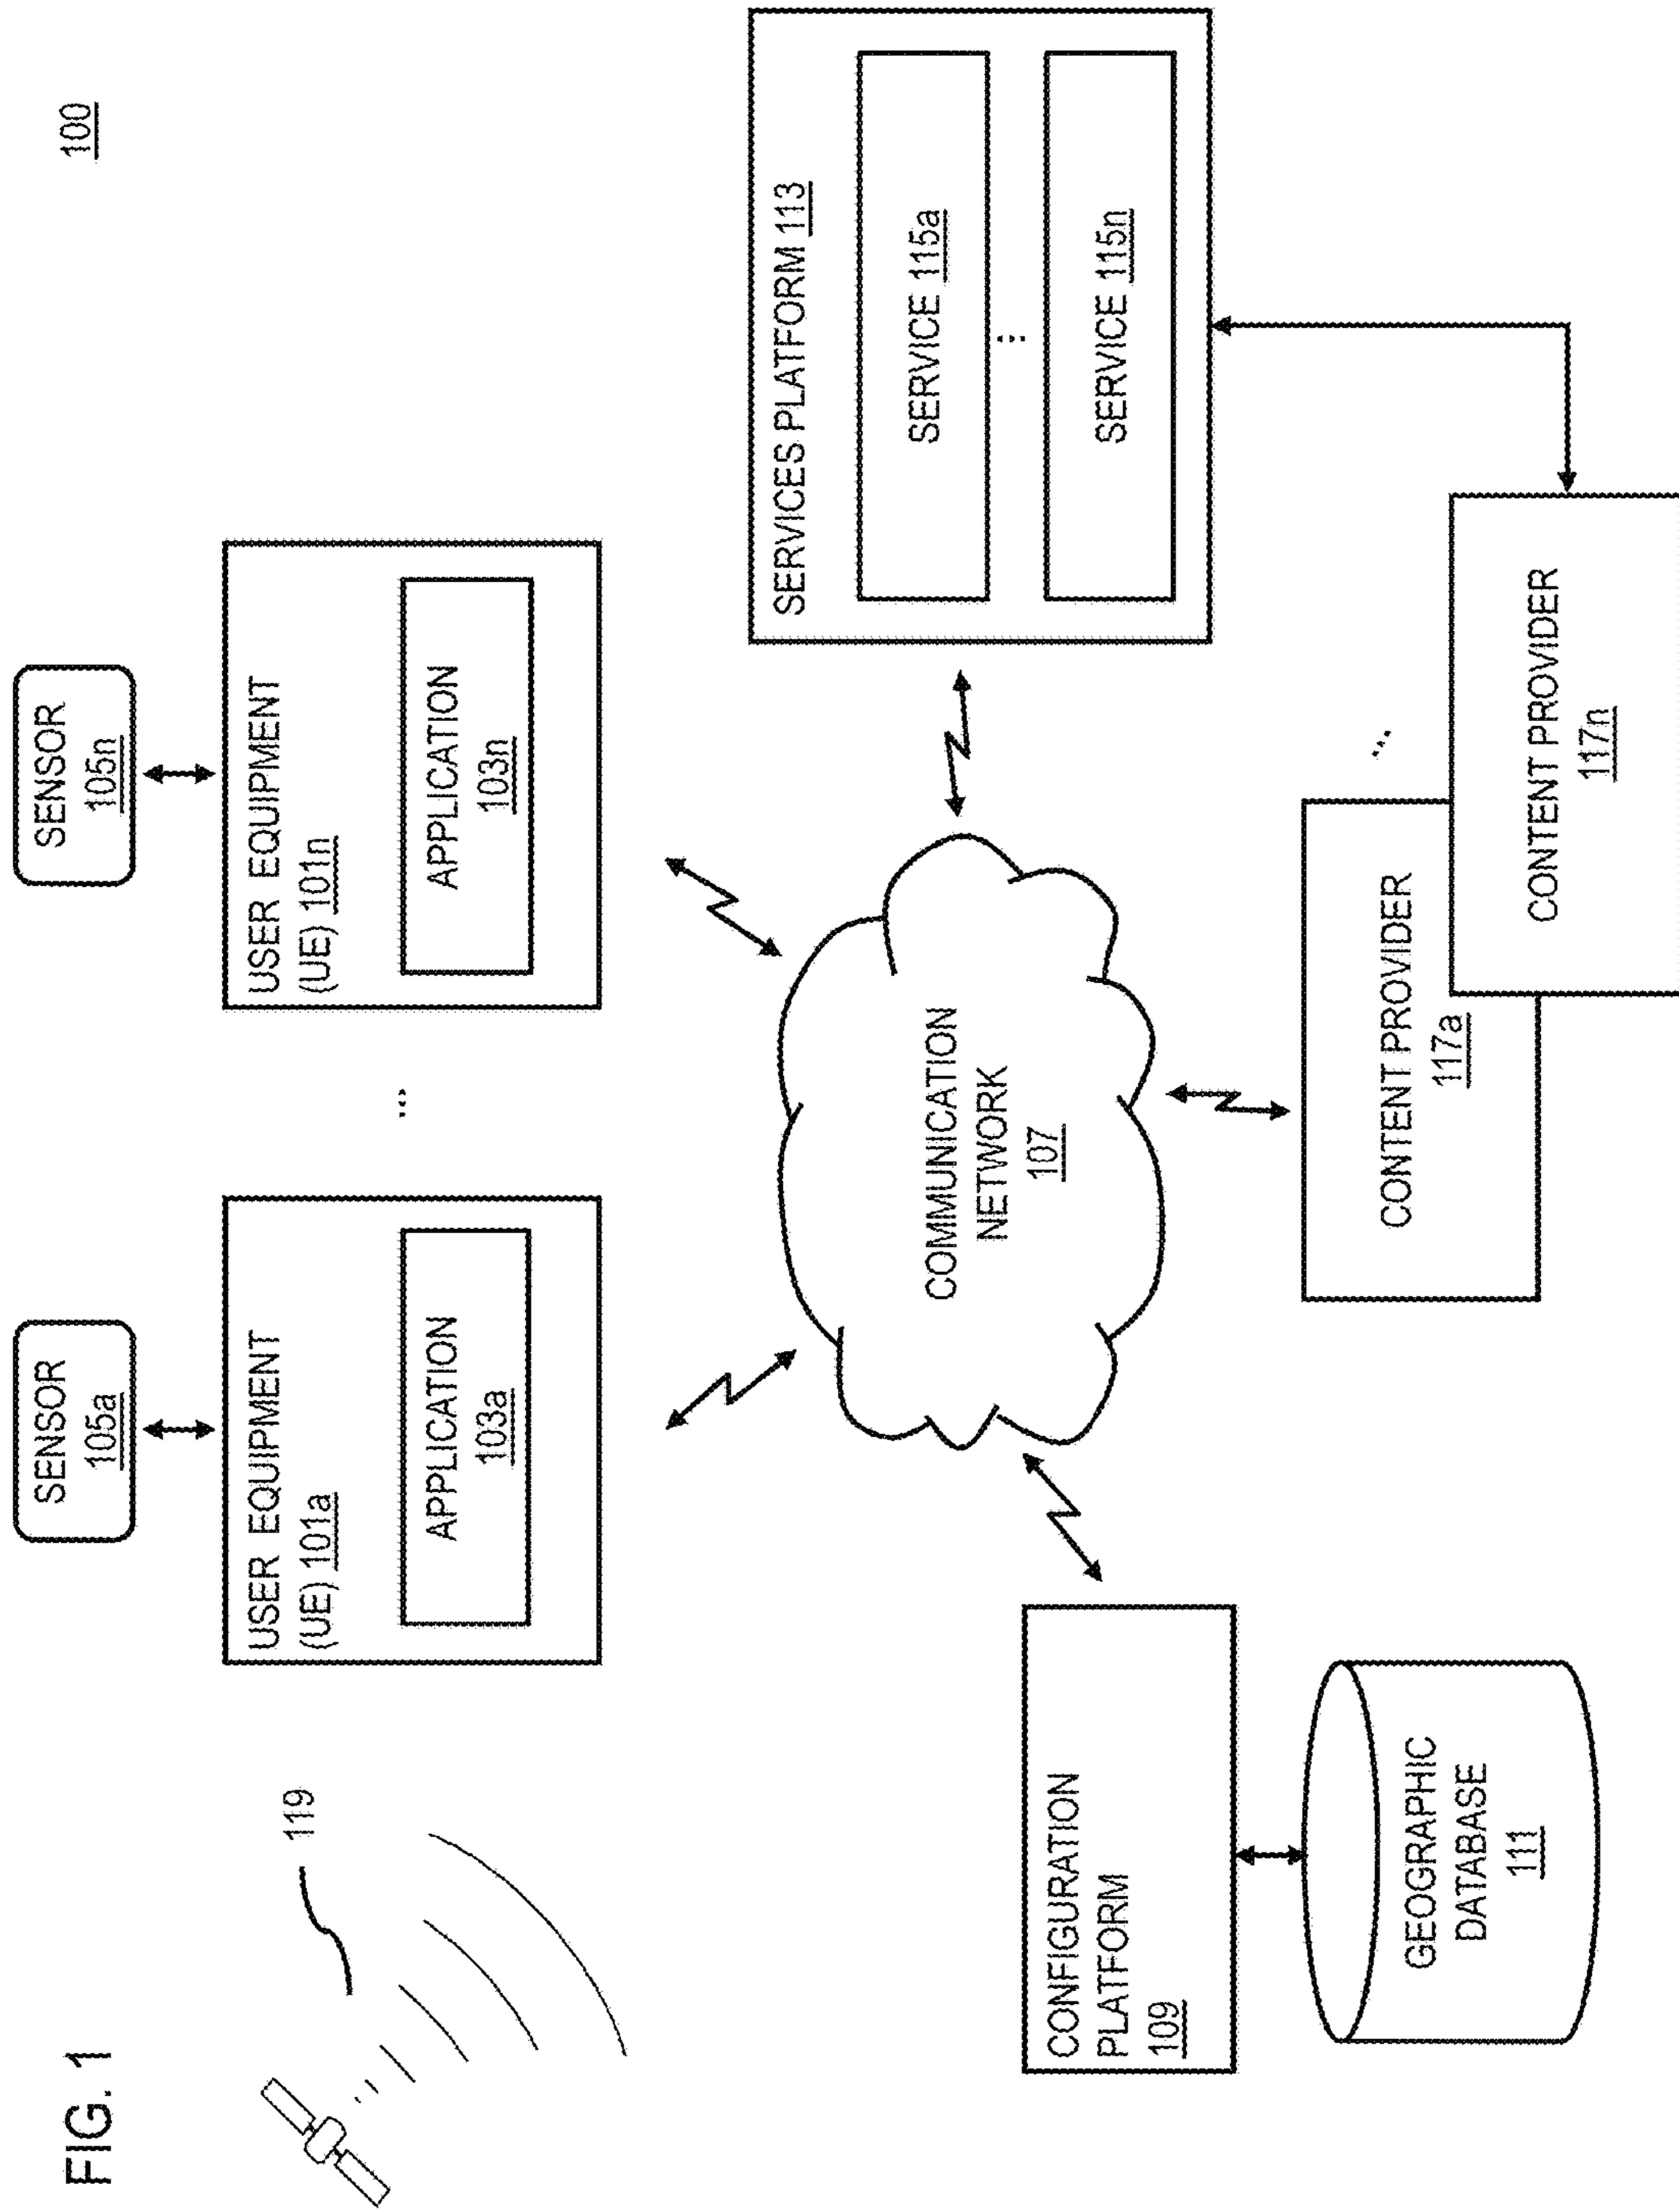 FIG. 1
100
119
SENSOR
105a
SENSOR
105n
USER EQUIPMENT
(UE) 101a
APPLICATION
103a
...
USER EQUIPMENT
(UE) 101n
APPLICATION
103n
COMMUNICATION
NETWORK
107
SERVICES PLATFORM 113
SERVICE 115a
...
SERVICE 115n
CONFIGURATION
PLATFORM
109
GEOGRAPHIC
DATABASE
111
CONTENT PROVIDER
117a
...
CONTENT PROVIDER
117n